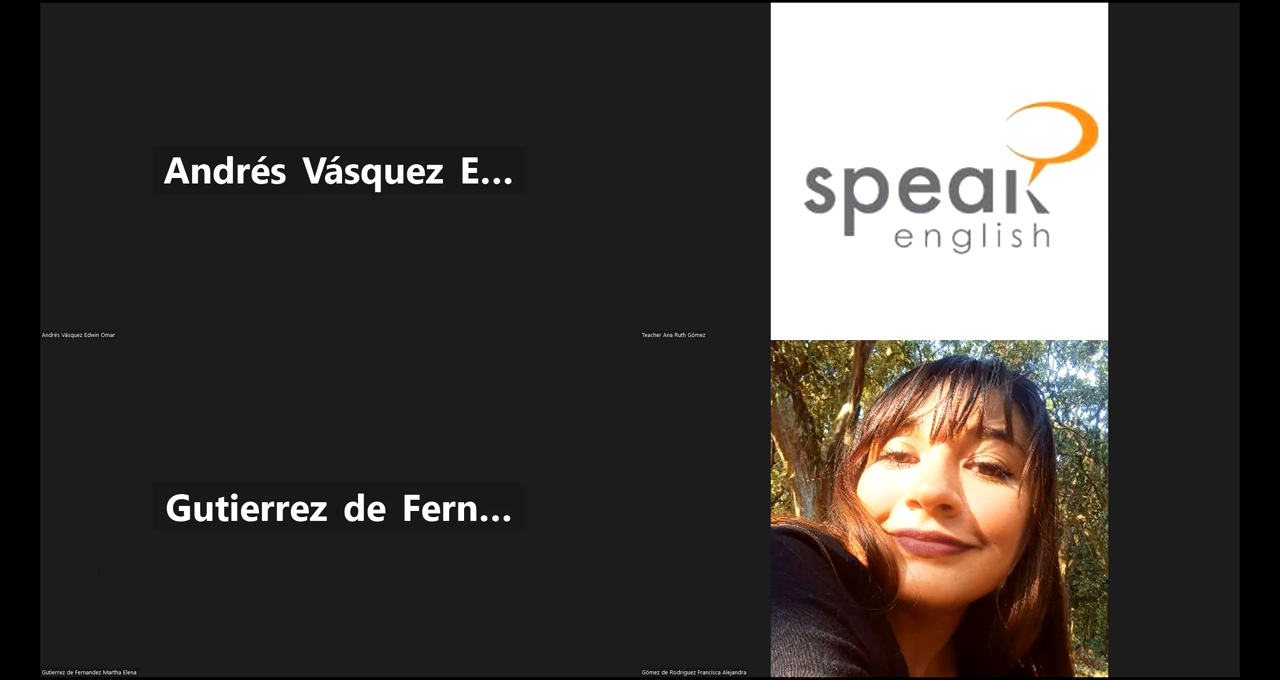 Andrés Vásquez E...
speak
english
Andrés Vásquez Edwin Omar
Teacher Ana Ruth Gómez
Gutierrez de Fern...
Gutierrez de Fernandez Martha Elena
Gómez de Rodriguez Francisca Alejandra